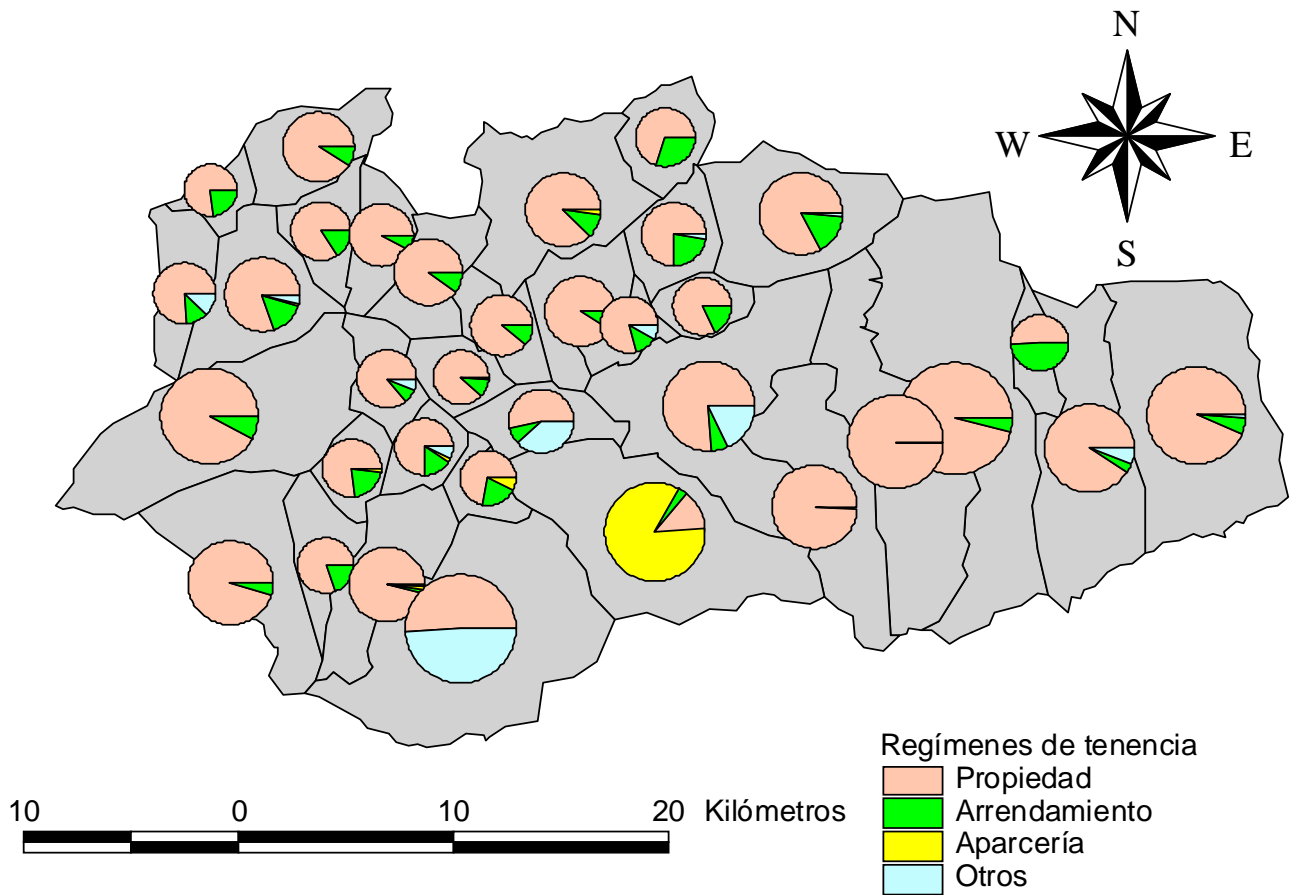 N
W E
S
Regímenes de tenencia
Propiedad
Arrendamiento
Aparcería
Otros
10 0 10 20 Kilómetros